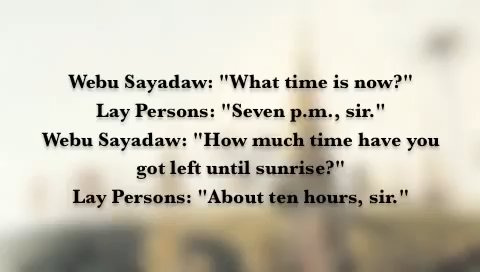 Webu Sayadaw: "What time is now?"
Lay Persons: "Seven p.m., sir."
Webu Sayadaw: "How much time have you
got left until sunrise?"
Lay Persons: "About ten hours, sir."